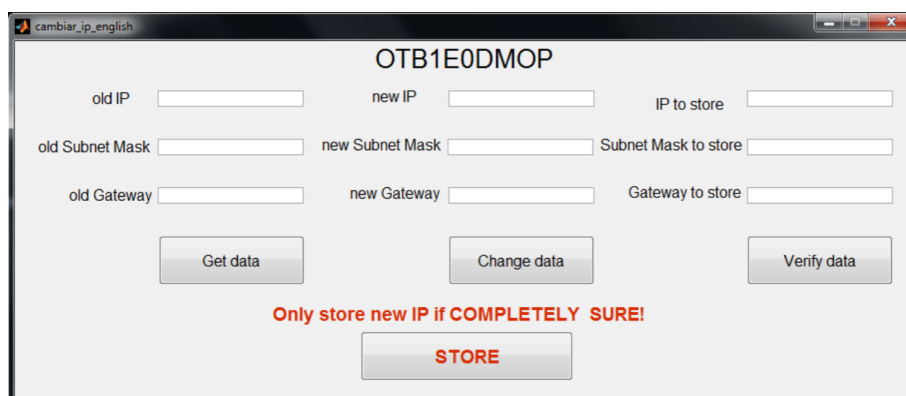 cambiar_ip_english
OTB1E0DMOP
old IP new IP IP to store
old Subnet Mask new Subnet Mask Subnet Mask to store
old Gateway new Gateway Gateway to store
Get data Change data Verify data
Only store new IP if COMPLETELY SURE!
STORE